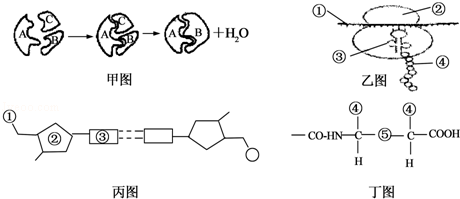 A C B
A C B
A B +H₂O
甲图
① ② ③ ④
乙图
① ② ③
丙图
④ ④
—CO-HN—C—⑤—C—COOH
H H
丁图